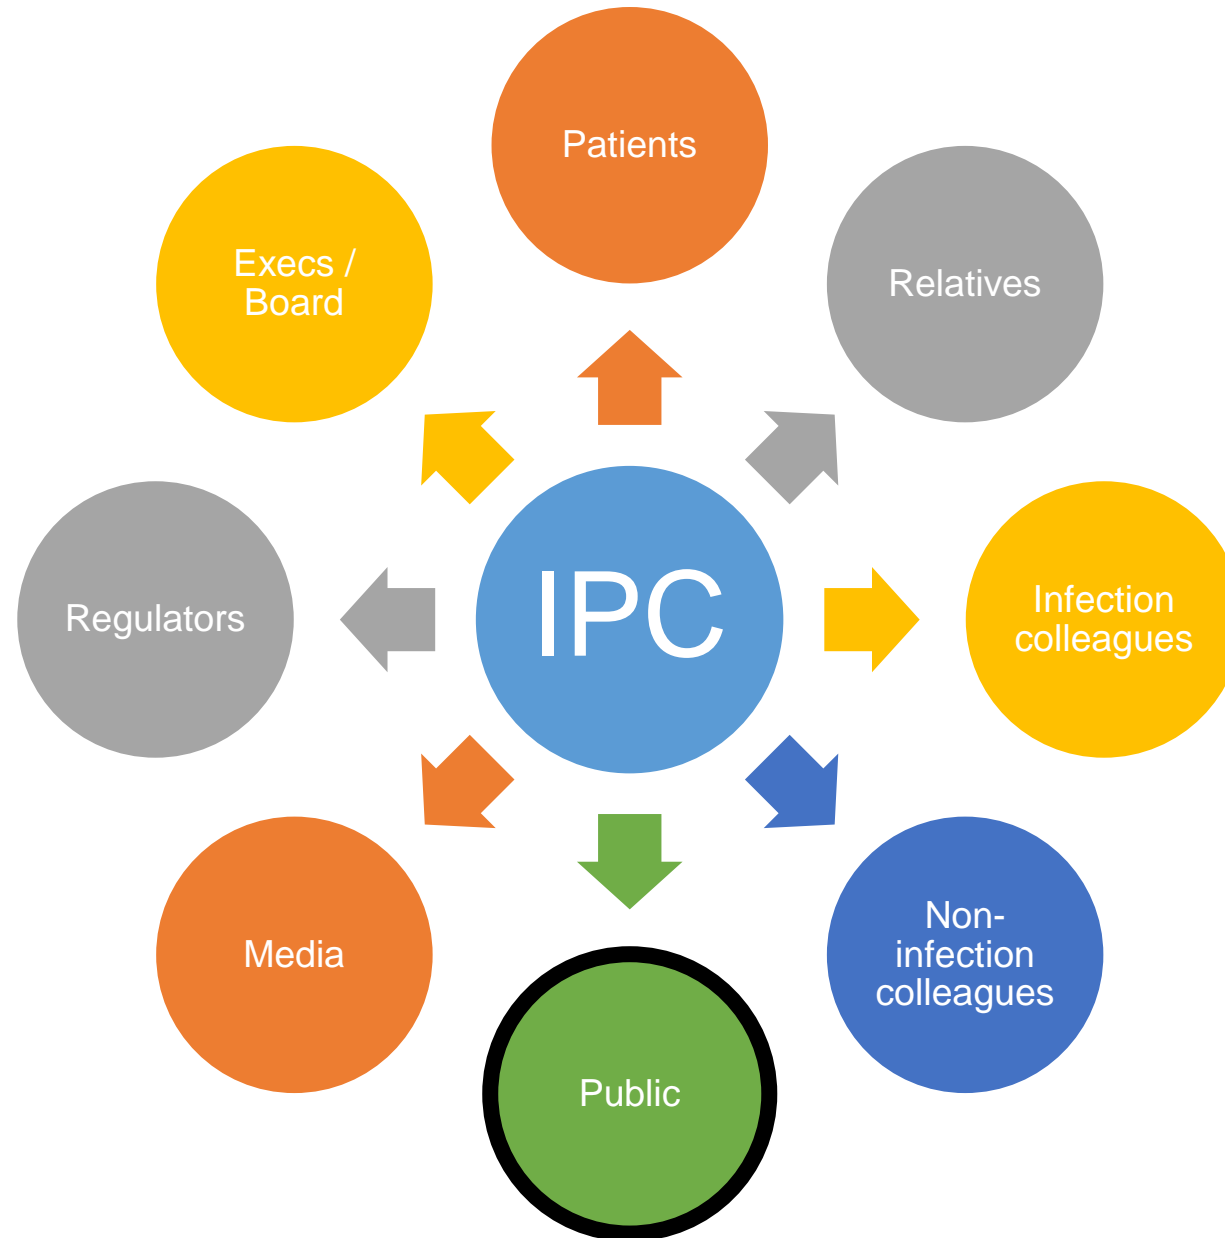 Patients
Execs /
Board
Relatives
IPC
Regulators
Infection
colleagues
Media
Non-
infection
colleagues
Public